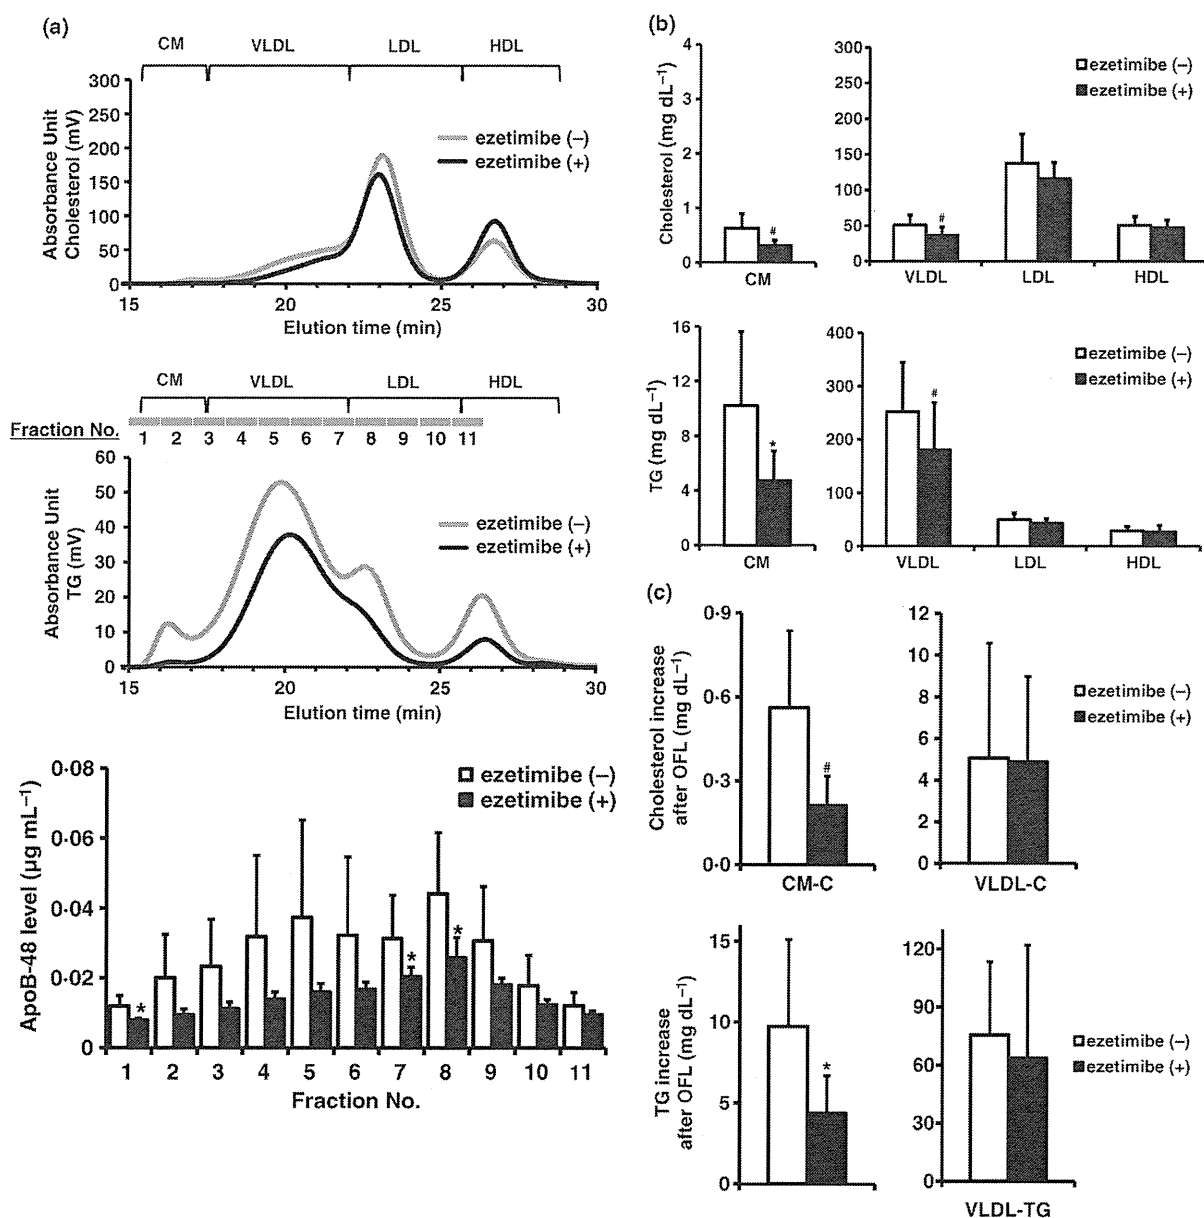 (a)
CM VLDL LDL HDL
300
250
200
150
100
50
0
Absorbance Unit
Cholesterol (mV)
ezetimibe (–)
ezetimibe (+)
15 20 25 30
Elution time (min)
CM VLDL LDL HDL
Fraction No. 1 2 3 4 5 6 7 8 9 10 11
60
50
40
30
20
10
0
Absorbance Unit
TG (mV)
ezetimibe (–)
ezetimibe (+)
15 20 25 30
Elution time (min)
0·08
0·06
0·04
0·02
0
ApoB-48 level (µg mL⁻¹)
ezetimibe (–)
ezetimibe (+)
* * *
1 2 3 4 5 6 7 8 9 10 11
Fraction No.
(b)
4
3
2
1
0
Cholesterol (mg dL⁻¹)
#
CM
300
250
200
150
100
50
0
ezetimibe (–)
ezetimibe (+)
#
VLDL LDL HDL
16
12
8
4
0
TG (mg dL⁻¹)
*
CM
400
300
200
100
0
ezetimibe (–)
ezetimibe (+)
#
VLDL LDL HDL
(c)
0·9
0·6
0·3
0·0
Cholesterol increase
after OFL (mg dL⁻¹)
#
CM-C
12
10
8
6
4
2
0
ezetimibe (–)
ezetimibe (+)
VLDL-C
15
10
5
0
TG increase
after OFL (mg dL⁻¹)
*
120
90
60
30
0
ezetimibe (–)
ezetimibe (+)
VLDL-TG